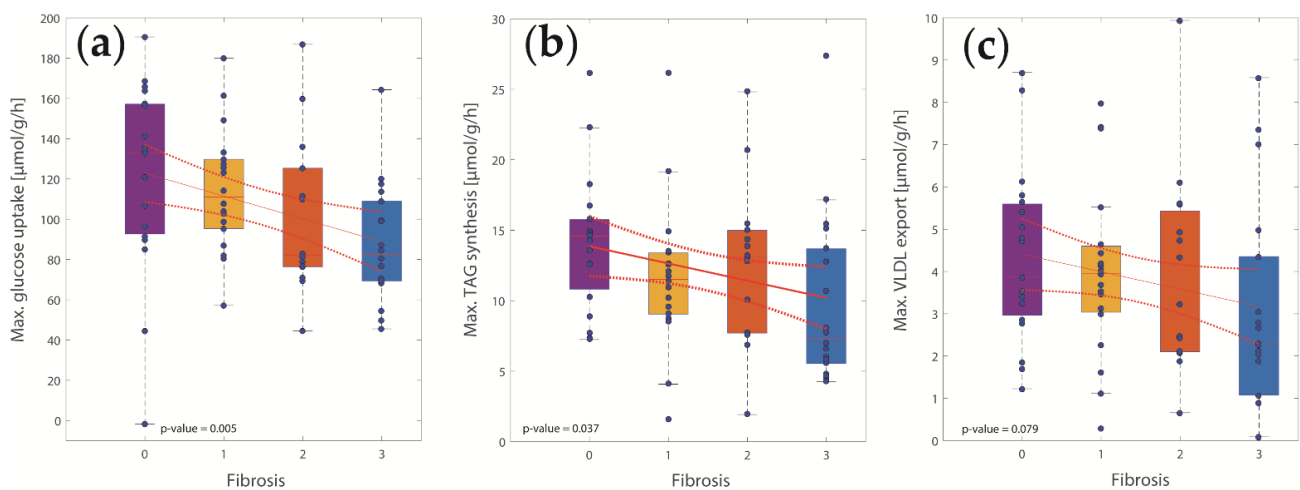 (a)
Max. glucose uptake [µmol/g/h]
200
180
160
140
120
100
80
60
40
20
0
p-value = 0.005
0 1 2 3
Fibrosis
(b)
Max. TAG synthesis [µmol/g/h]
30
25
20
15
10
5
0
p-value = 0.037
0 1 2 3
Fibrosis
(c)
Max. VLDL export [µmol/g/h]
10
9
8
7
6
5
4
3
2
1
0
p-value = 0.079
0 1 2 3
Fibrosis